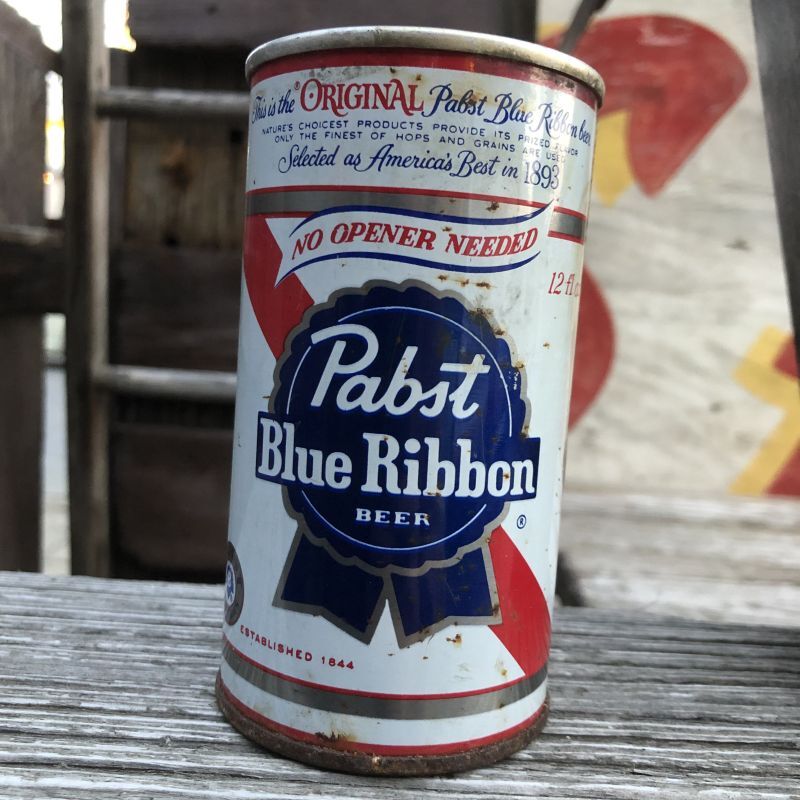 This is the ORIGINAL Pabst Blue Ribbon beer
NATURE'S CHOICEST PRODUCTS PROVIDE ITS PRIZED FLAVOR
ONLY THE FINEST OF HOPS AND GRAINS ARE USED
Selected as America's Best in 1893
NO OPENER NEEDED
12 fl
Pabst
Blue Ribbon
BEER
®
ESTABLISHED 1844